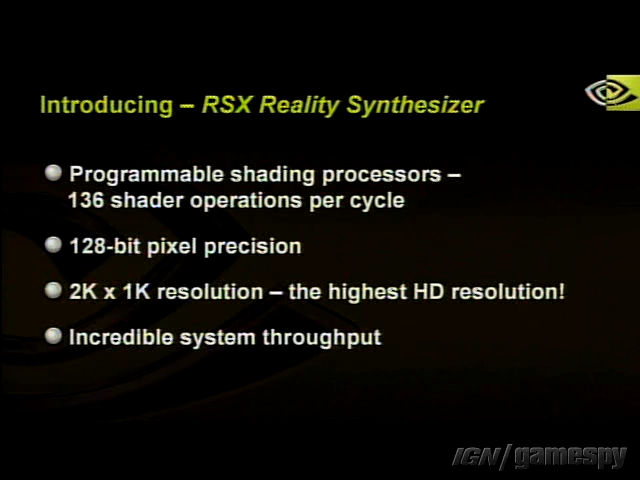 Introducing – RSX Reality Synthesizer
Programmable shading processors –
136 shader operations per cycle
128-bit pixel precision
2K x 1K resolution – the highest HD resolution!
Incredible system throughput
IGN/gamespy